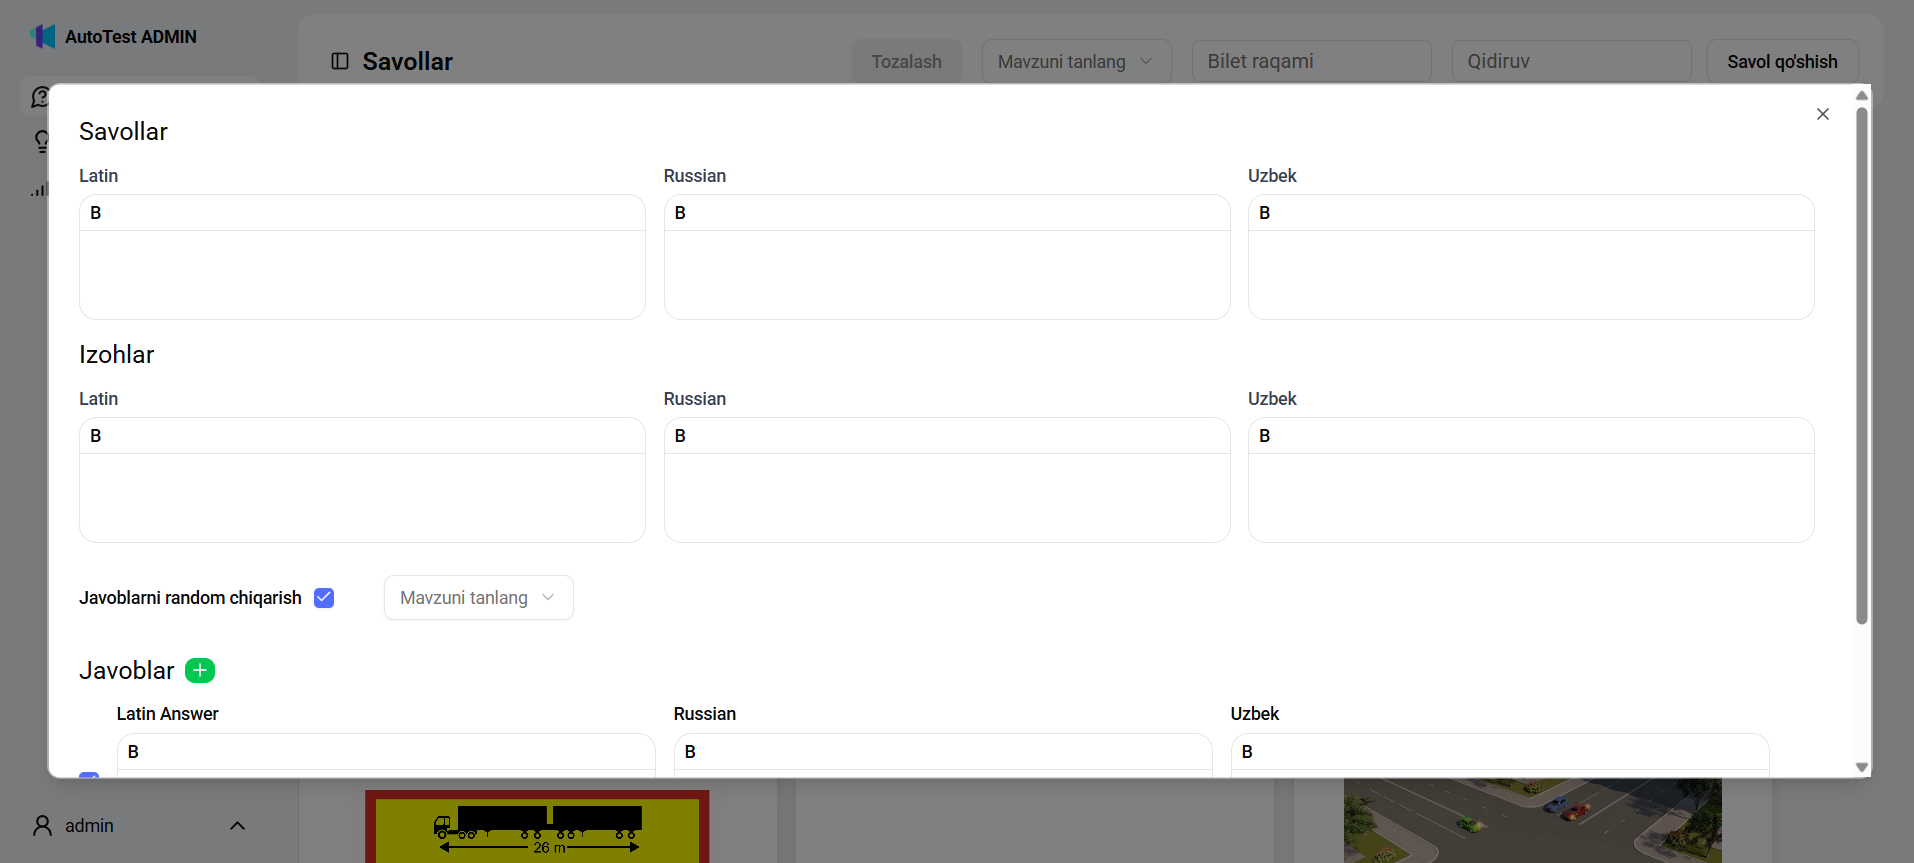 AutoTest ADMIN
Savollar
Tozalash
Mavzuni tanlang
Bilet raqami
Qidiruv
Savol qo'shish
Savollar
Latin
Russian
Uzbek
B
B
B
Izohlar
Latin
Russian
Uzbek
B
B
B
Javoblarni random chiqarish
Mavzuni tanlang
Javoblar
Latin Answer
Russian
Uzbek
B
B
B
admin
26 m